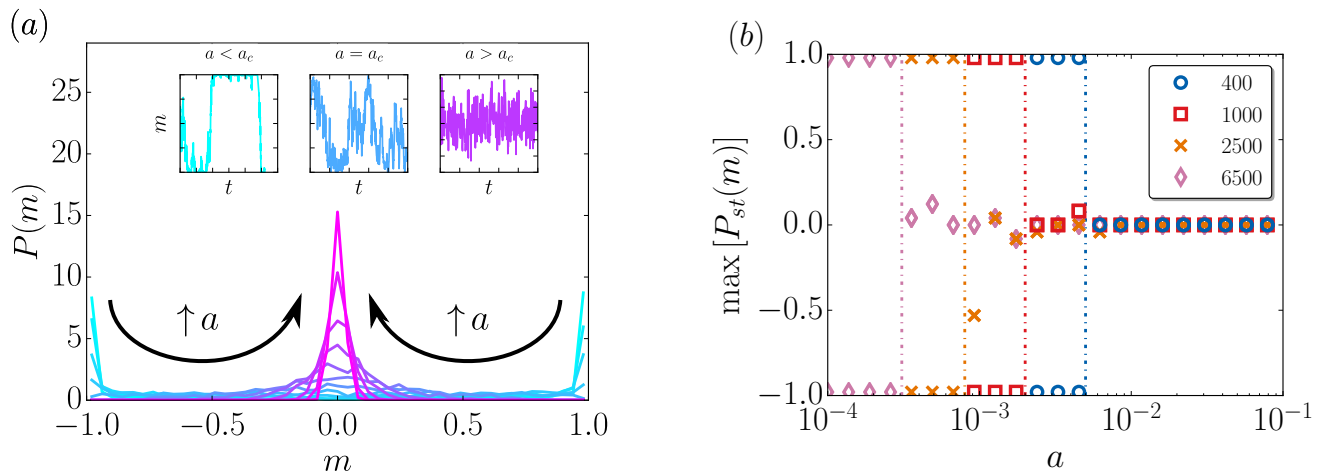 (a)
a < a_c
a = a_c
a > a_c
m
t
t
t
P(m)
25
20
15
10
5
0
↑ a
↑ a
−1.0
−0.5
0.0
0.5
1.0
m
(b)
max [P_{st}(m)]
1.0
0.5
0.0
−0.5
−1.0
400
1000
2500
6500
10^{−4}
10^{−3}
10^{−2}
10^{−1}
a